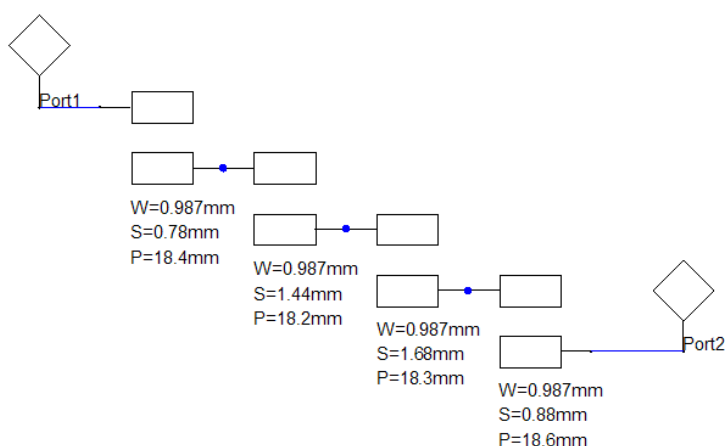 Port1
W=0.987mm
S=0.78mm
P=18.4mm
W=0.987mm
S=1.44mm
P=18.2mm
W=0.987mm
S=1.68mm
P=18.3mm
Port2
W=0.987mm
S=0.88mm
P=18.6mm